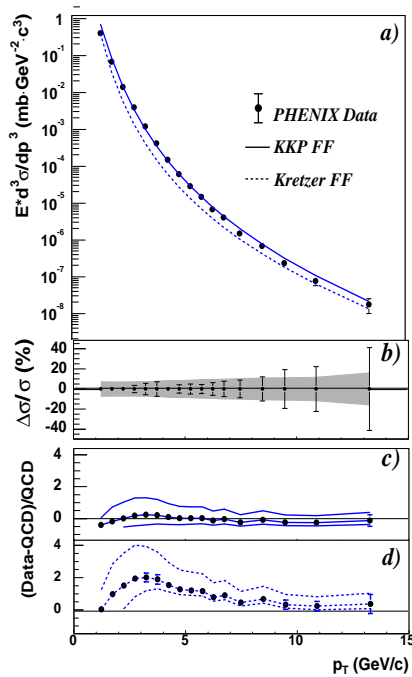 a)
E*d³σ/dp³ (mb·GeV⁻²·c³)
1
10⁻¹
10⁻²
10⁻³
10⁻⁴
10⁻⁵
10⁻⁶
10⁻⁷
10⁻⁸
PHENIX Data
KKP FF
Kretzer FF
b)
Δσ/σ (%)
40
20
0
-20
-40
c)
(Data-QCD)/QCD
4
2
0
d)
4
2
0
0 5 10 15
p_T (GeV/c)